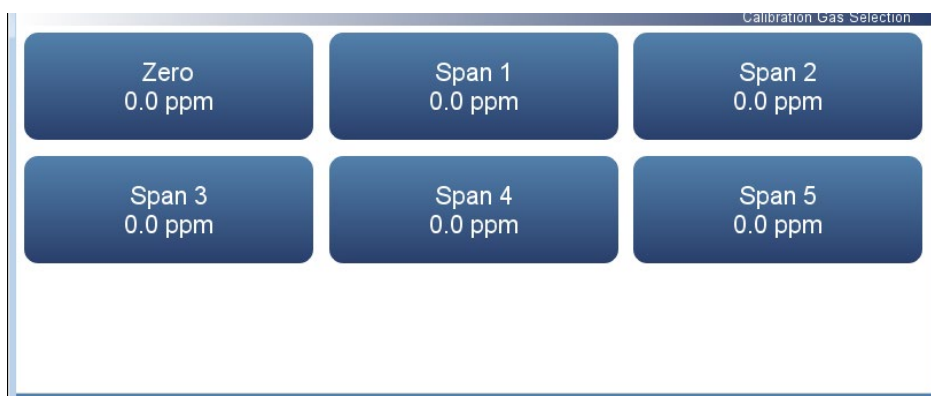 Calibration Gas Selection
Zero
0.0 ppm
Span 1
0.0 ppm
Span 2
0.0 ppm
Span 3
0.0 ppm
Span 4
0.0 ppm
Span 5
0.0 ppm